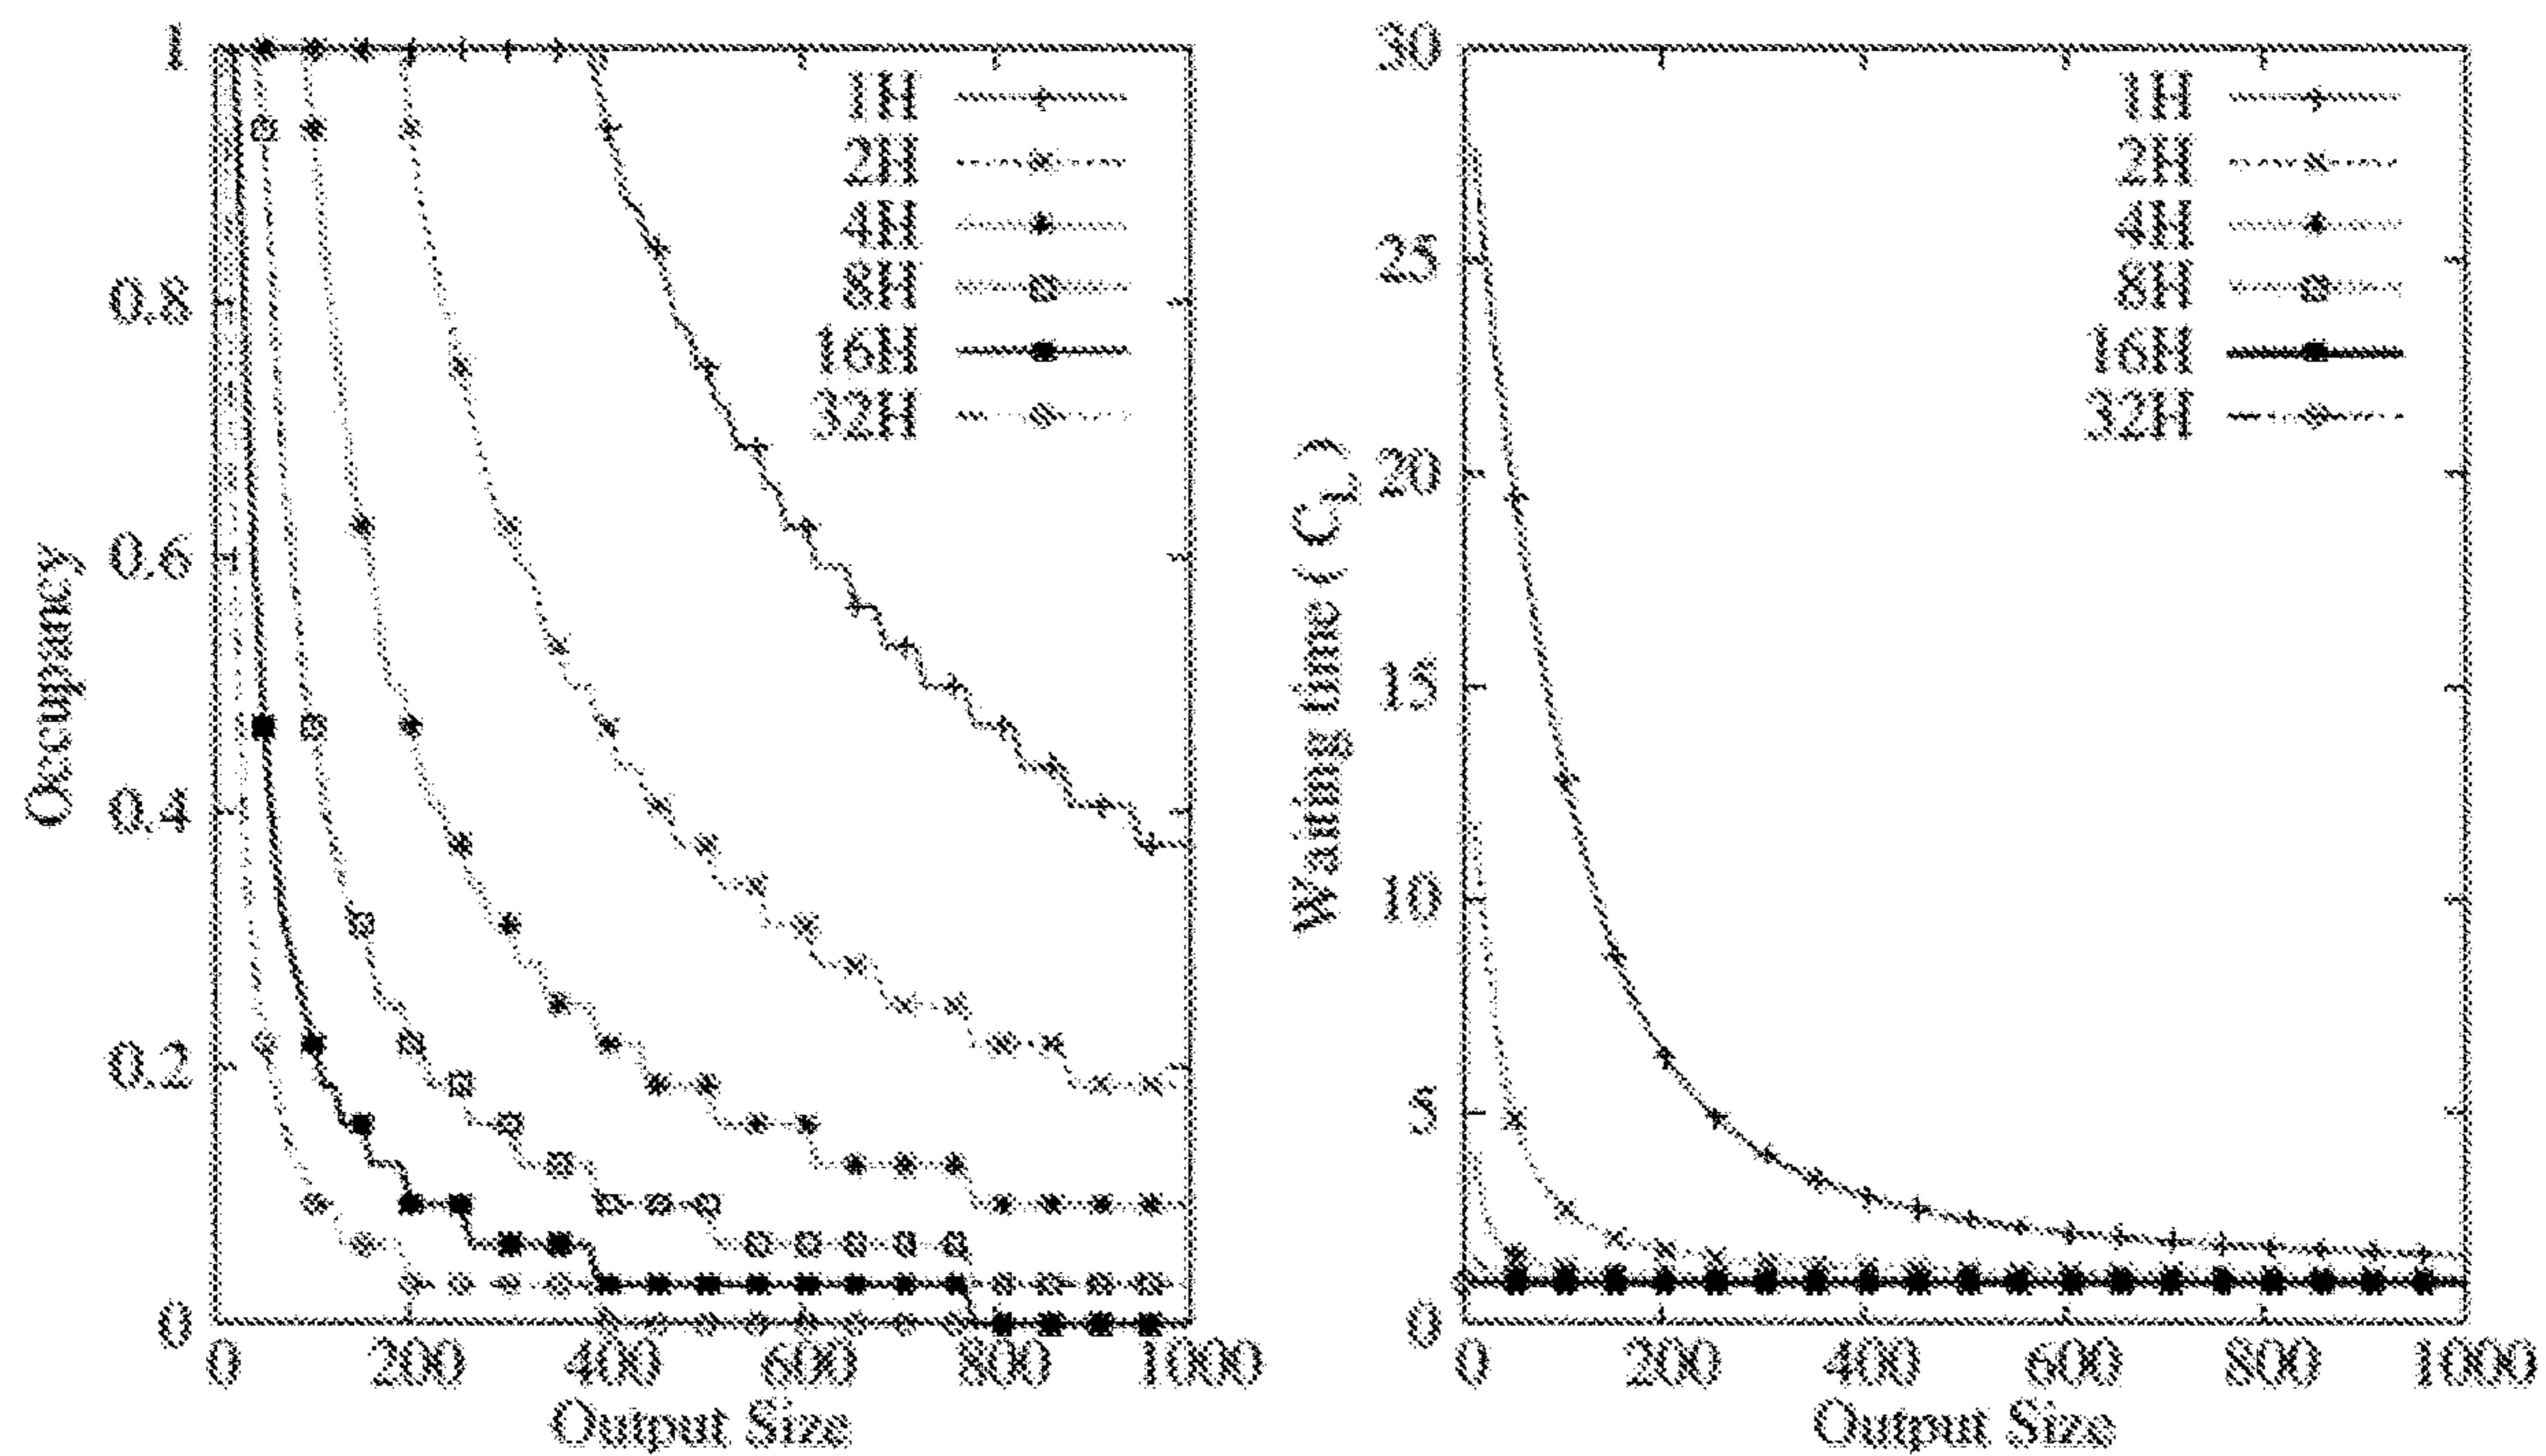 1
0.8
0.6
0.4
0.2
0
Occupancy
1H
2H
4H
8H
16H
32H
0 200 400 600 800 1000
Output Size
30
25
20
15
10
5
0
Waiting time ( C_L )
1H
2H
4H
8H
16H
32H
0 200 400 600 800 1000
Output Size